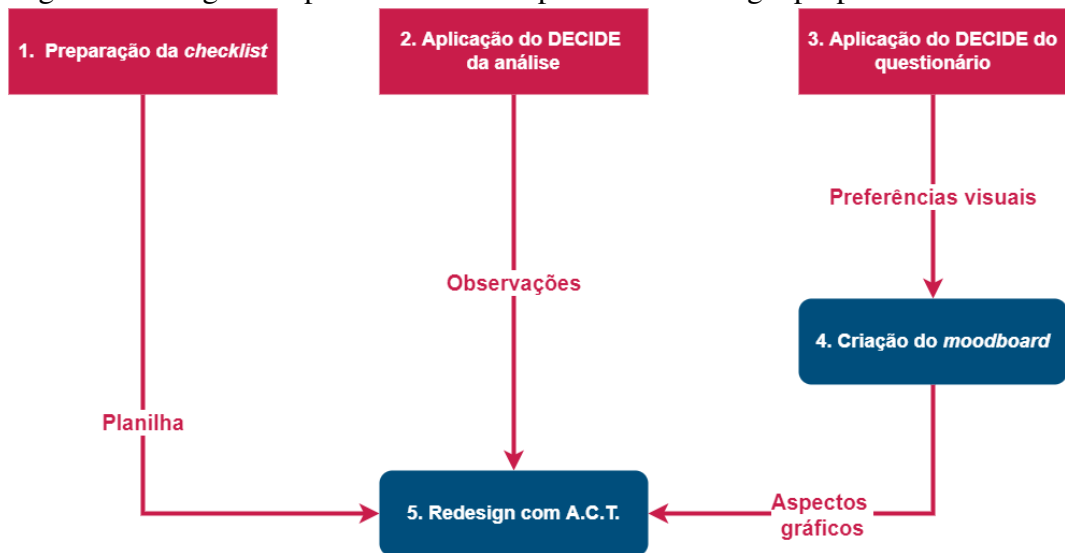 1. Preparação da checklist
2. Aplicação do DECIDE
da análise
3. Aplicação do DECIDE do
questionário
Preferências visuais
Observações
4. Criação do moodboard
Planilha
5. Redesign com A.C.T.
Aspectos
gráficos